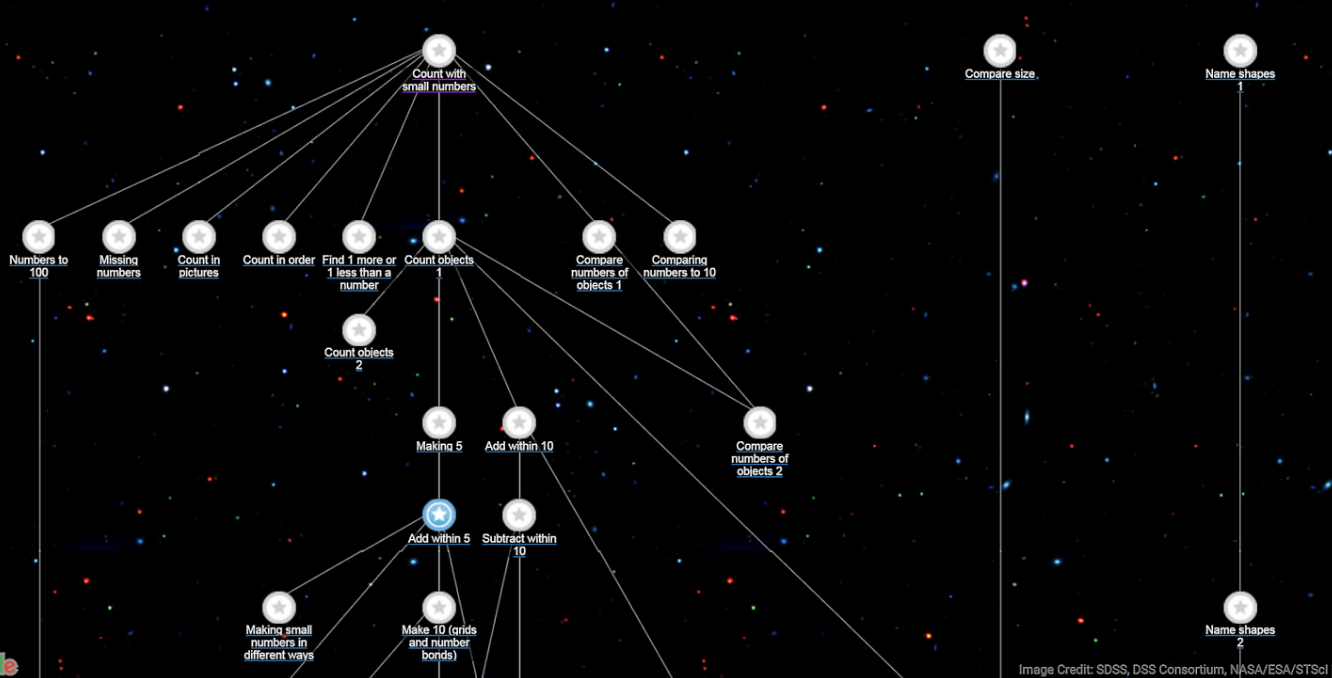 Count with
small numbers
Compare size
Name shapes
1
Numbers to
100
Missing
numbers
Count in
pictures
Count in order
Find 1 more or
1 less than a
number
Count objects
1
Compare
numbers of
objects 1
Comparing
numbers to 10
Count objects
2
Making 5
Add within 10
Compare
numbers of
objects 2
Add within 5
Subtract within
10
Making small
numbers in
different ways
Make 10 (grids
and number
bonds)
Name shapes
2
e
Image Credit: SDSS, DSS Consortium, NASA/ESA/STScI